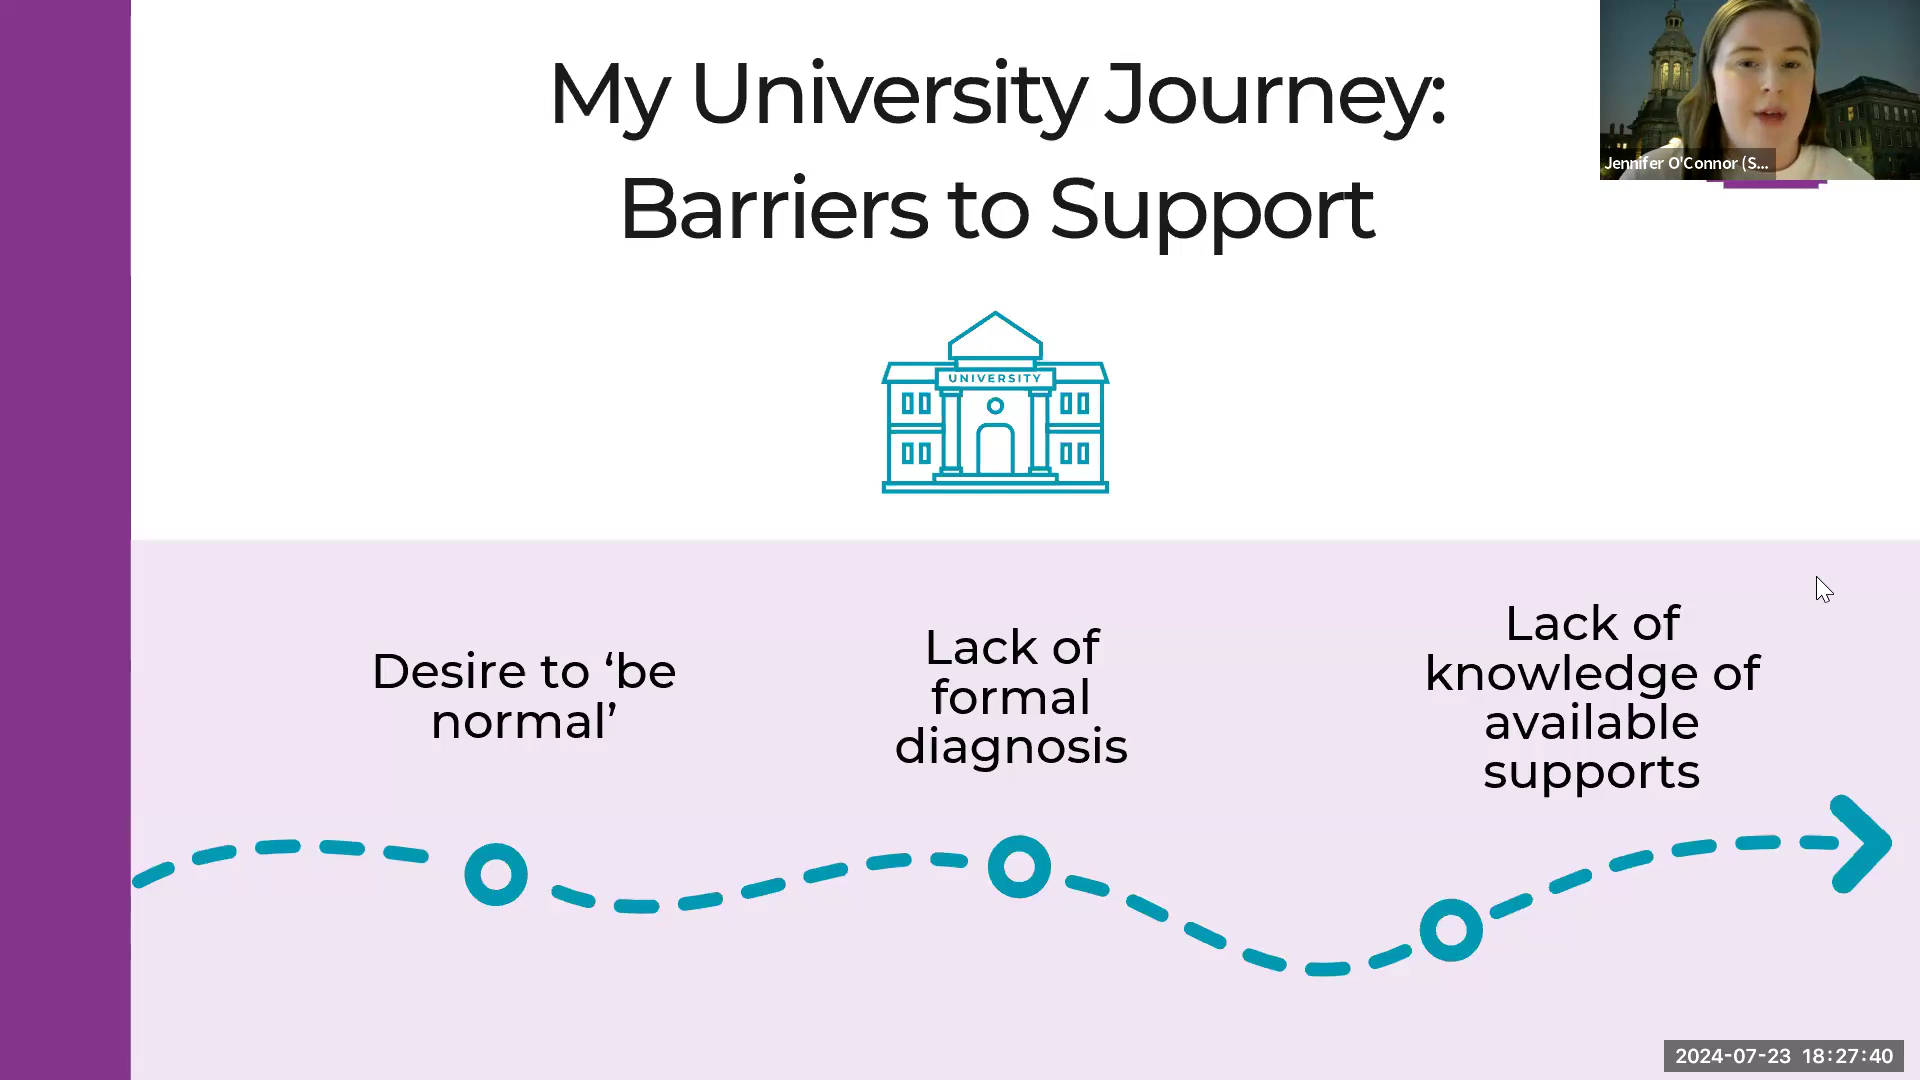 My University Journey:
Barriers to Support
Jennifer O'Connor (S...
UNIVERSITY
Desire to ‘be
normal’
Lack of
formal
diagnosis
Lack of
knowledge of
available
supports
2024-07-23 18:27:40